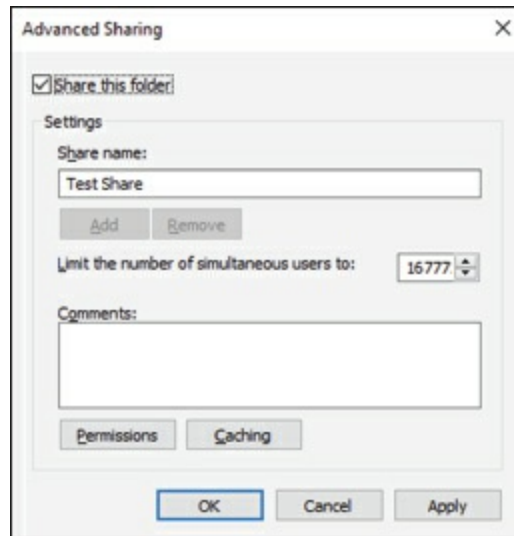 Advanced Sharing
Share this folder
Settings
Share name:
Test Share
Add Remove
Limit the number of simultaneous users to: 16777
Comments:
Permissions Caching
OK Cancel Apply